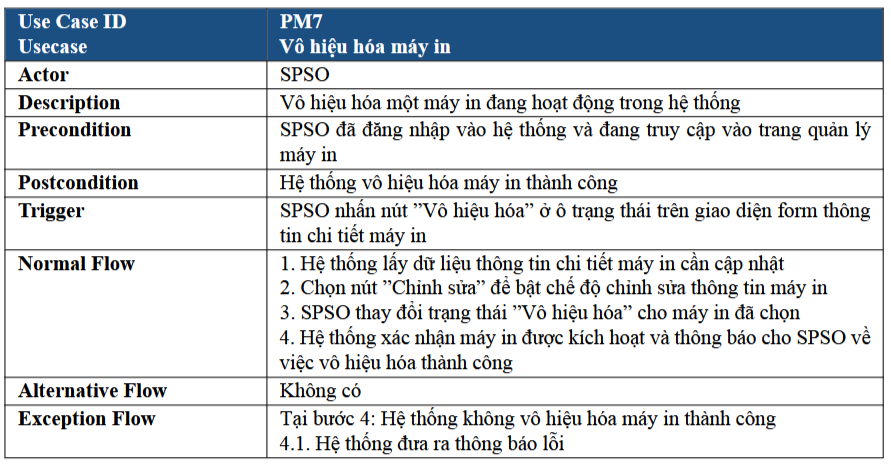 Use Case ID PM7
Usecase Vô hiệu hóa máy in
Actor SPSO
Description Vô hiệu hóa một máy in đang hoạt động trong hệ thống
Precondition SPSO đã đăng nhập vào hệ thống và đang truy cập vào trang quản lý
máy in
Postcondition Hệ thống vô hiệu hóa máy in thành công
Trigger SPSO nhấn nút ”Vô hiệu hóa” ở ô trạng thái trên giao diện form thông
tin chi tiết máy in
Normal Flow 1. Hệ thống lấy dữ liệu thông tin chi tiết máy in cần cập nhật
2. Chọn nút ”Chỉnh sửa” để bật chế độ chỉnh sửa thông tin máy in
3. SPSO thay đổi trạng thái ”Vô hiệu hóa” cho máy in đã chọn
4. Hệ thống xác nhận máy in được kích hoạt và thông báo cho SPSO về
việc vô hiệu hóa thành công
Alternative Flow Không có
Exception Flow Tại bước 4: Hệ thống không vô hiệu hóa máy in thành công
4.1. Hệ thống đưa ra thông báo lỗi